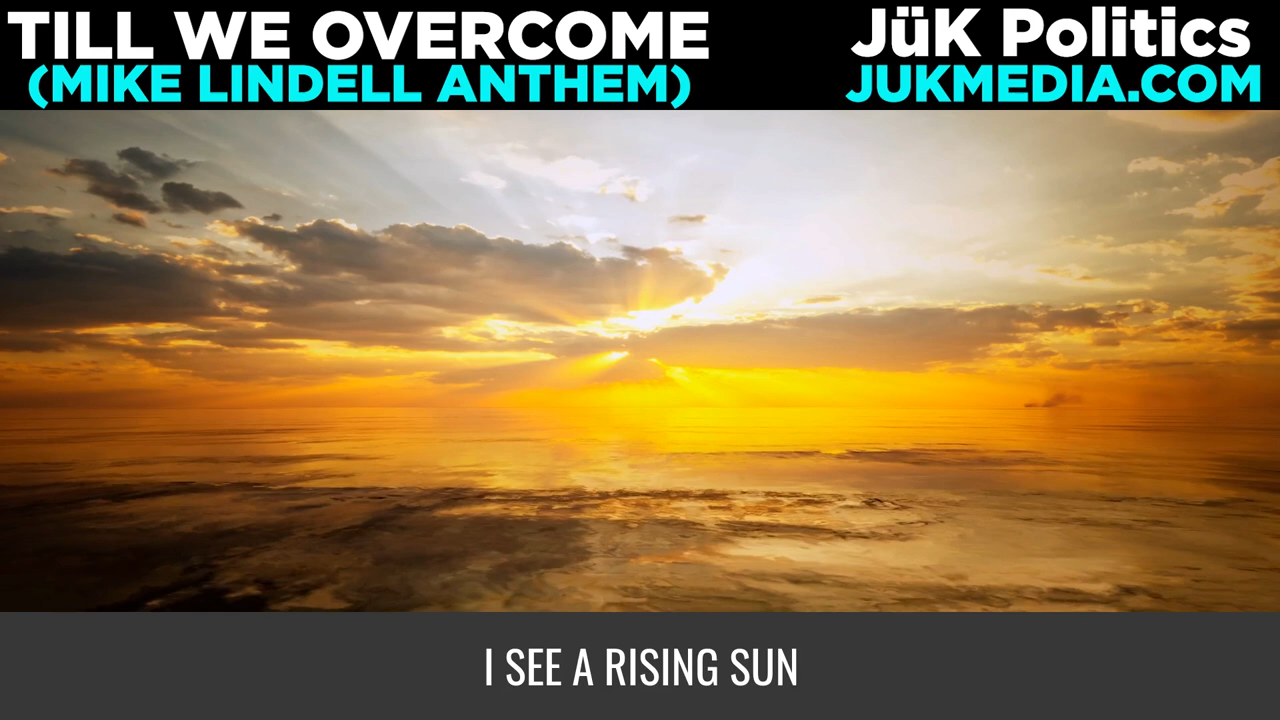 TILL WE OVERCOME
(MIKE LINDELL ANTHEM)
JüK Politics
JUKMEDIA.COM
I SEE A RISING SUN